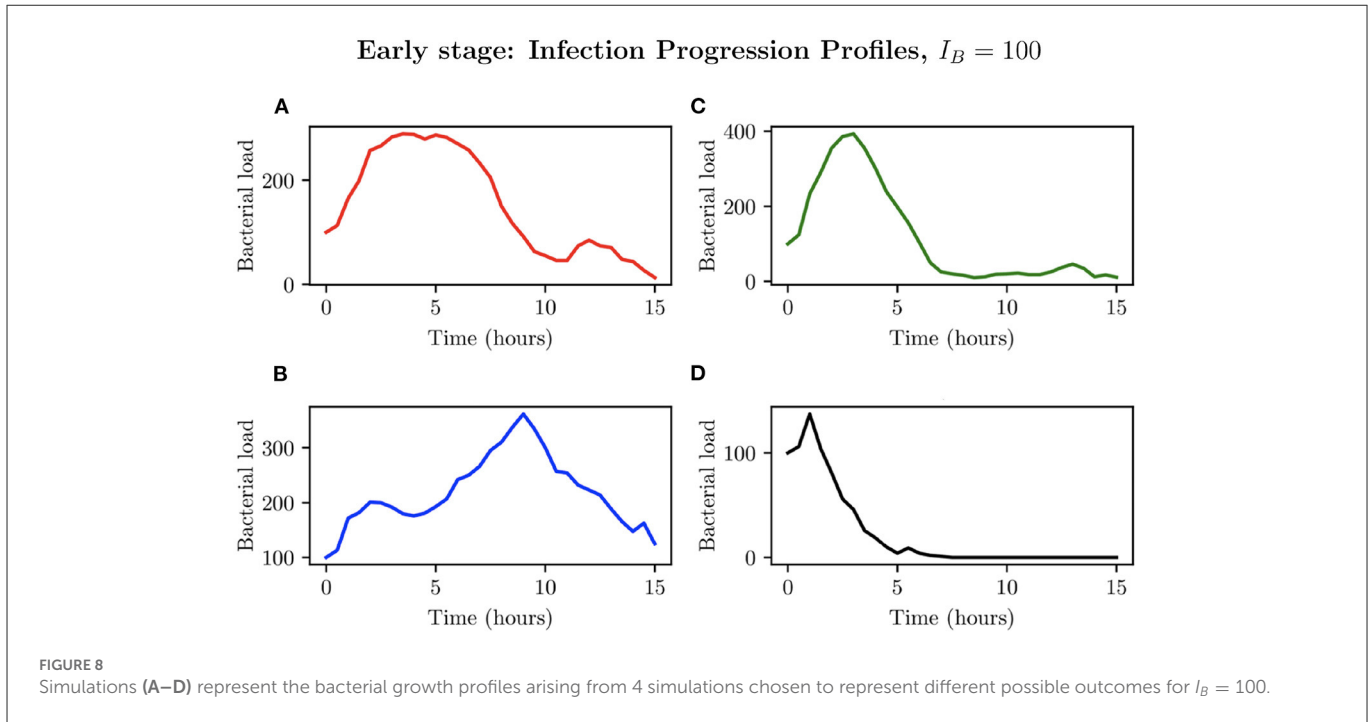 Early stage: Infection Progression Profiles, I_B = 100
A
Bacterial load
200
0
0 5 10 15
Time (hours)
C
Bacterial load
400
200
0
0 5 10 15
Time (hours)
B
Bacterial load
300
200
100
0 5 10 15
Time (hours)
D
Bacterial load
100
0
0 5 10 15
Time (hours)
FIGURE 8
Simulations (A–D) represent the bacterial growth profiles arising from 4 simulations chosen to represent different possible outcomes for I_B = 100.